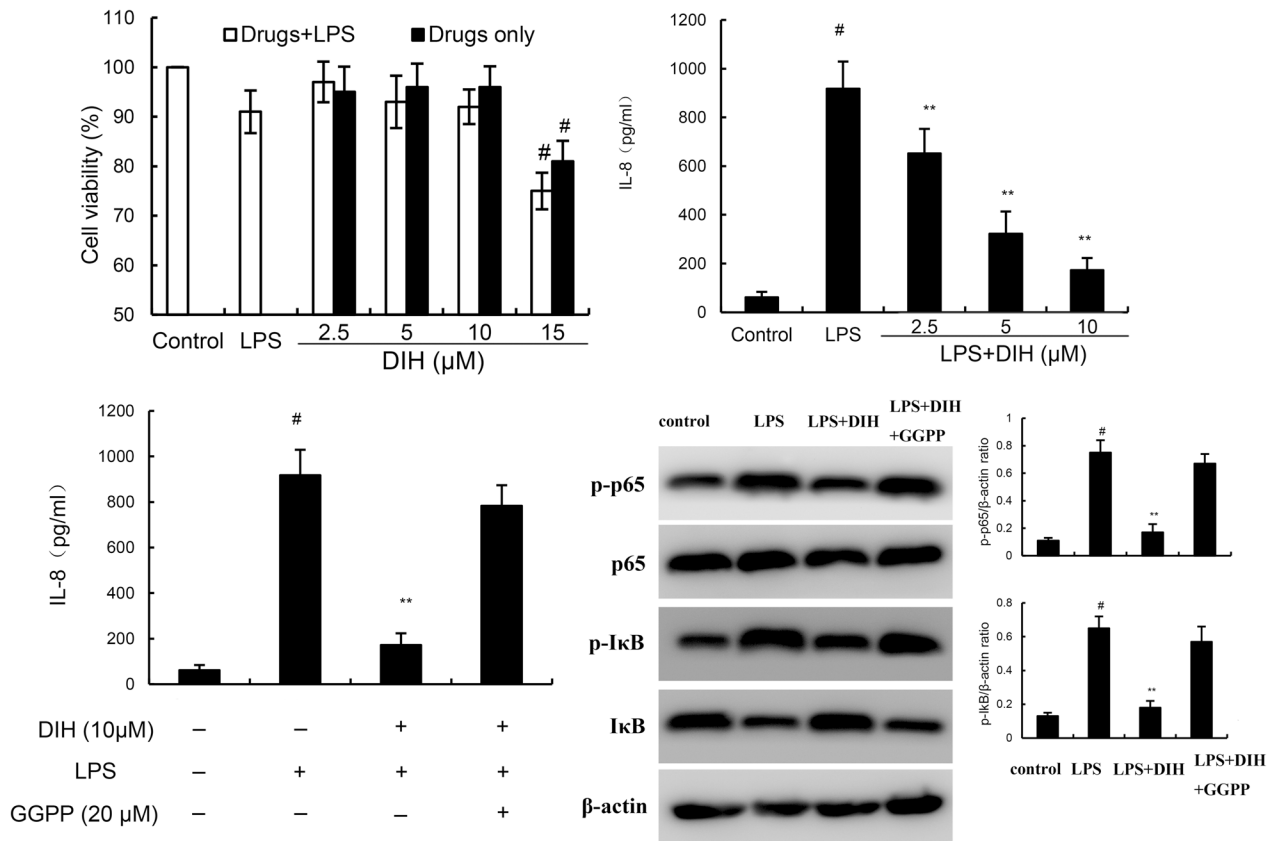 110
100
90
80
70
60
50
Cell viability (%)
Drugs+LPS
Drugs only
#
#
Control
LPS
2.5
5
10
15
DIH (μM)
1200
1000
800
600
400
200
0
IL-8（pg/ml）
#
**
**
**
Control
LPS
2.5
5
10
LPS+DIH (μM)
1200
1000
800
600
400
200
0
IL-8（pg/ml）
#
**
DIH (10μM) – – + +
LPS – + + +
GGPP (20 μM) – – – +
control LPS LPS+DIH LPS+DIH
+GGPP
p-p65
p65
p-IκB
IκB
β-actin
1
0.8
0.6
0.4
0.2
0
p-p65/β-actin ratio
#
**
0.8
0.6
0.4
0.2
0
p-IkB/β-actin ratio
#
**
control LPS LPS+DIH LPS+DIH
+GGPP